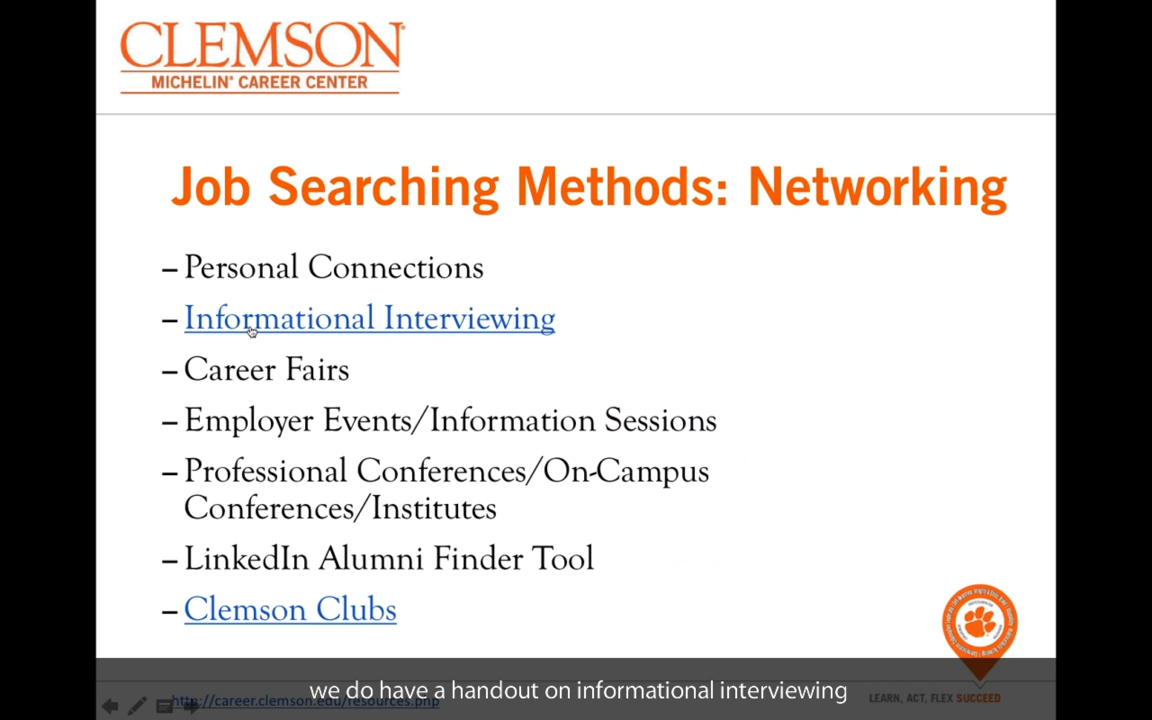 CLEMSON
MICHELIN® CAREER CENTER
Job Searching Methods: Networking
– Personal Connections
– Informational Interviewing
– Career Fairs
– Employer Events/Information Sessions
– Professional Conferences/On-Campus
Conferences/Institutes
– LinkedIn Alumni Finder Tool
– Clemson Clubs
we do have a handout on informational interviewing
http://career.clemson.edu/resources.php
LEARN, ACT, FLEX SUCCEED